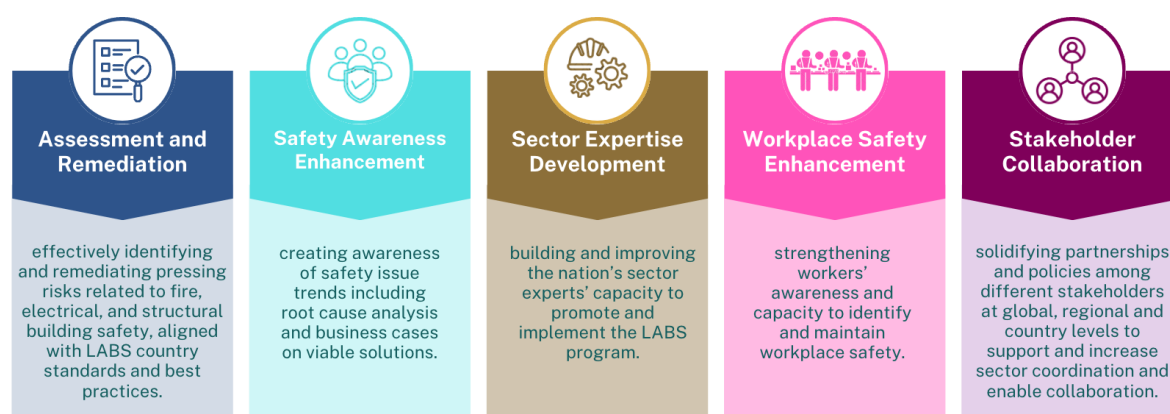 Assessment and
Remediation
effectively identifying
and remediating pressing
risks related to fire,
electrical, and structural
building safety, aligned
with LABS country
standards and best
practices.
Safety Awareness
Enhancement
creating awareness
of safety issue
trends including
root cause analysis
and business cases
on viable solutions.
Sector Expertise
Development
building and improving
the nation's sector
experts' capacity to
promote and
implement the LABS
program.
Workplace Safety
Enhancement
strengthening
workers'
awareness and
capacity to identify
and maintain
workplace safety.
Stakeholder
Collaboration
solidifying partnerships
and policies among
different stakeholders
at global, regional and
country levels to
support and increase
sector coordination and
enable collaboration.